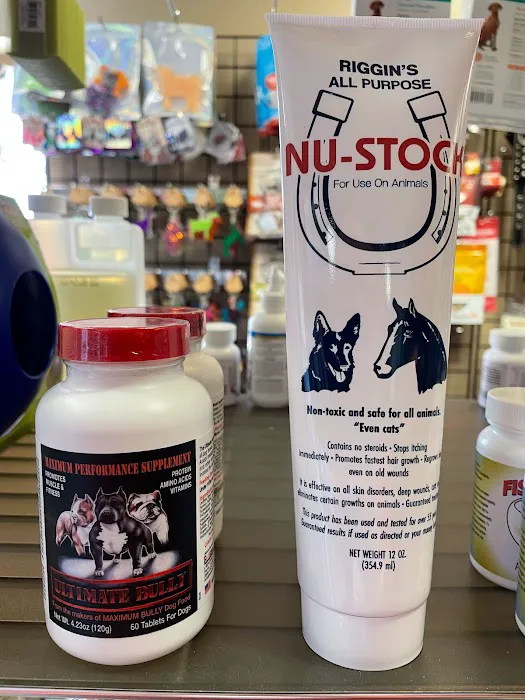 RIGGIN'S
ALL PURPOSE
NU-STOCK
For Use On Animals
Non-toxic and safe for all animals.
"Even cats"
Contains no steroids • Stops itching
immediately • Promotes fastest hair growth • Regrows
even on old wounds
It is effective on all skin disorders, deep wounds,
eliminates certain growths on animals • Guaranteed
This product has been used and tested for over 55
Guaranteed results if used as directed or your money
NET WEIGHT 12 OZ.
(354.9 ml)
MAXIMUM PERFORMANCE SUPPLEMENT
PROMOTES
MUSCLE &
FITNESS
PROTEIN
AMINO ACIDS
VITAMINS
ULTIMATE BULLY
From the makers of MAXIMUM BULLY Dog Food
Net Wt. 4.23oz (120g) 60 Tablets For Dogs
FIS